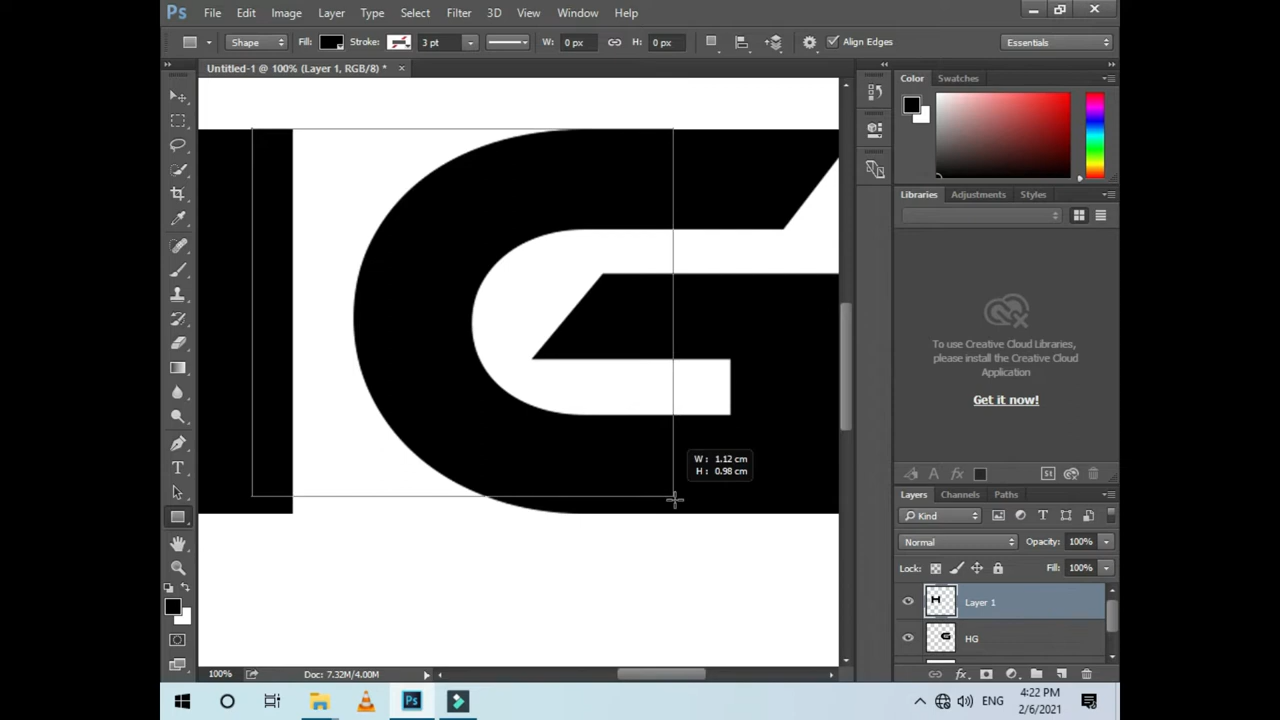 Ps File Edit Image Layer Type Select Filter 3D View Window Help
Shape Fill: Stroke: 3 pt W: 0 px H: 0 px Align Edges Essentials
Untitled-1 @ 100% (Layer 1, RGB/8) * ×
Color Swatches
Libraries Adjustments Styles
G
W : 1.12 cm
H : 0.98 cm
To use Creative Cloud Libraries,
please install the Creative Cloud
Application
Get it now!
St
Layers Channels Paths
Kind
Normal Opacity: 100%
Lock: Fill: 100%
H Layer 1
G HG
100% Doc: 7.32M/4.00M
Ps ENG 4:22 PM
2/6/2021